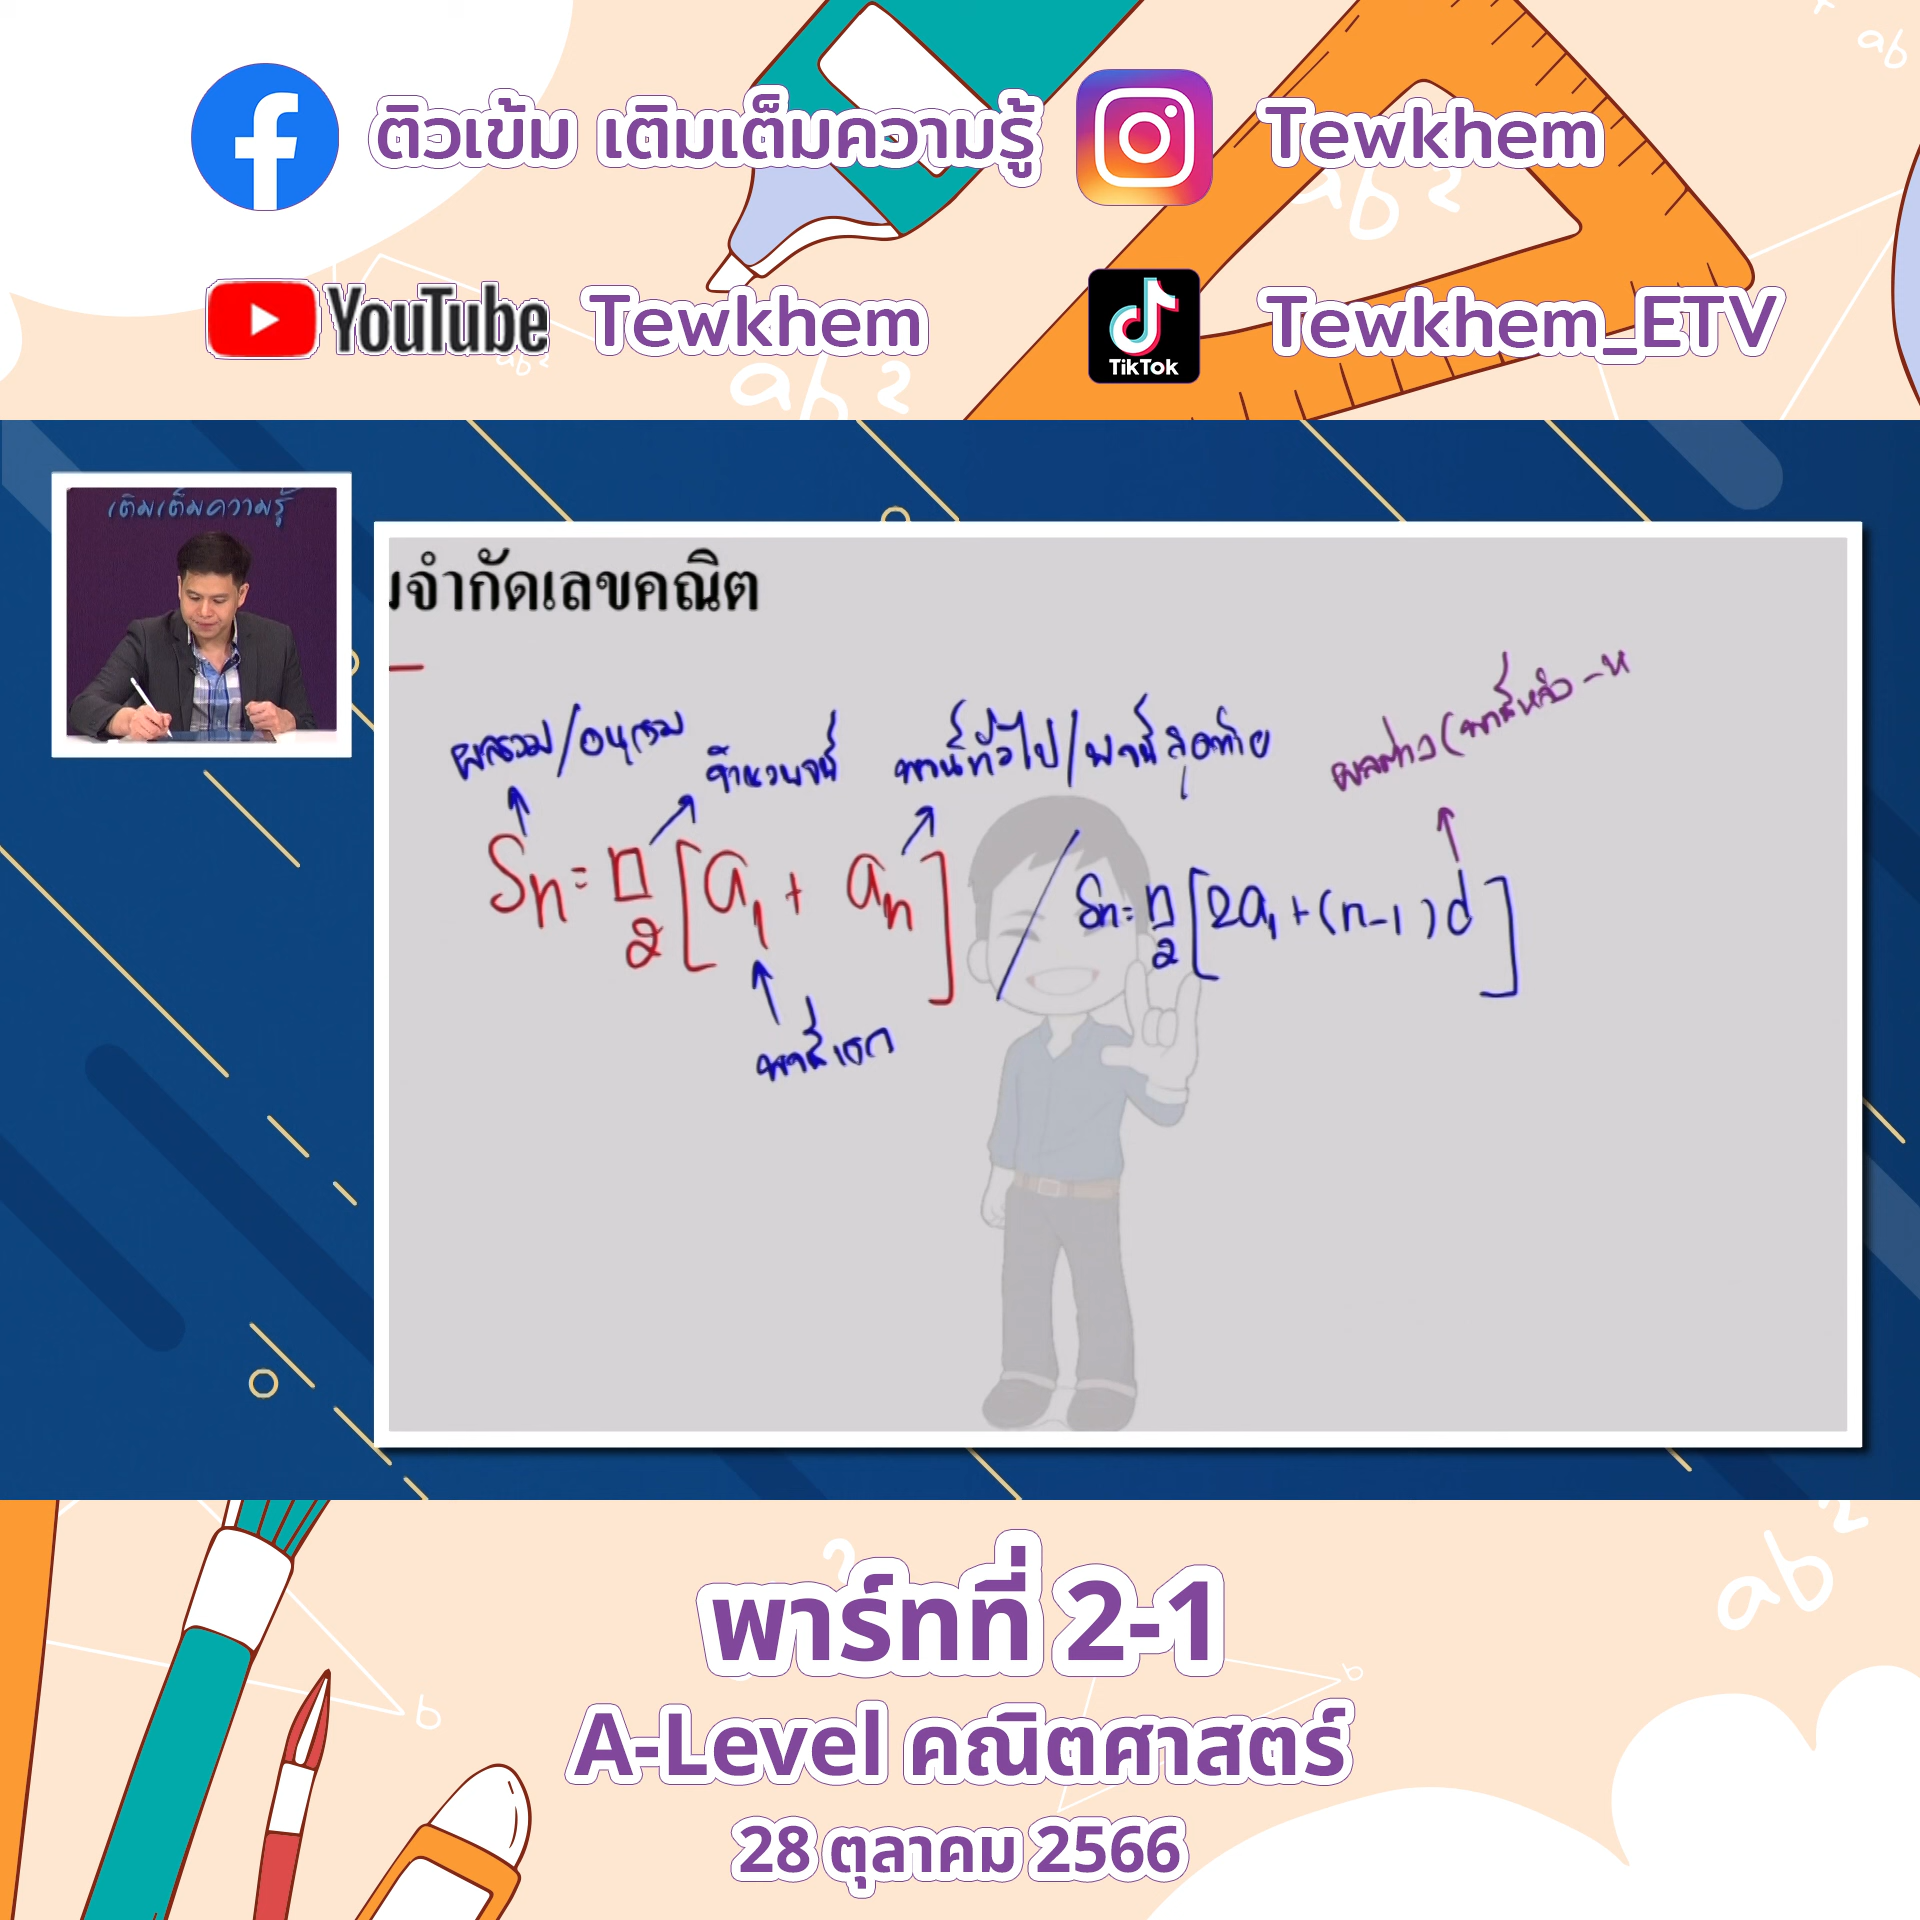 ติวเข้ม เติมเต็มความรู้
Tewkhem
YouTube Tewkhem
TikTok
Tewkhem_ETV
เติมเต็มความรู้
มจำกัดเลขคณิต
ผลรวม/อนุกรม
จำนวนพจน์
พจน์ทั่วไป/พจน์สุดท้าย
ผลต่าง(พจน์หลัง-ห
Sn = n/2 [a1 + an] / Sn = n/2 [2a1 + (n-1)d]
พจน์แรก
พาร์ทที่ 2-1
A-Level คณิตศาสตร์
28 ตุลาคม 2566